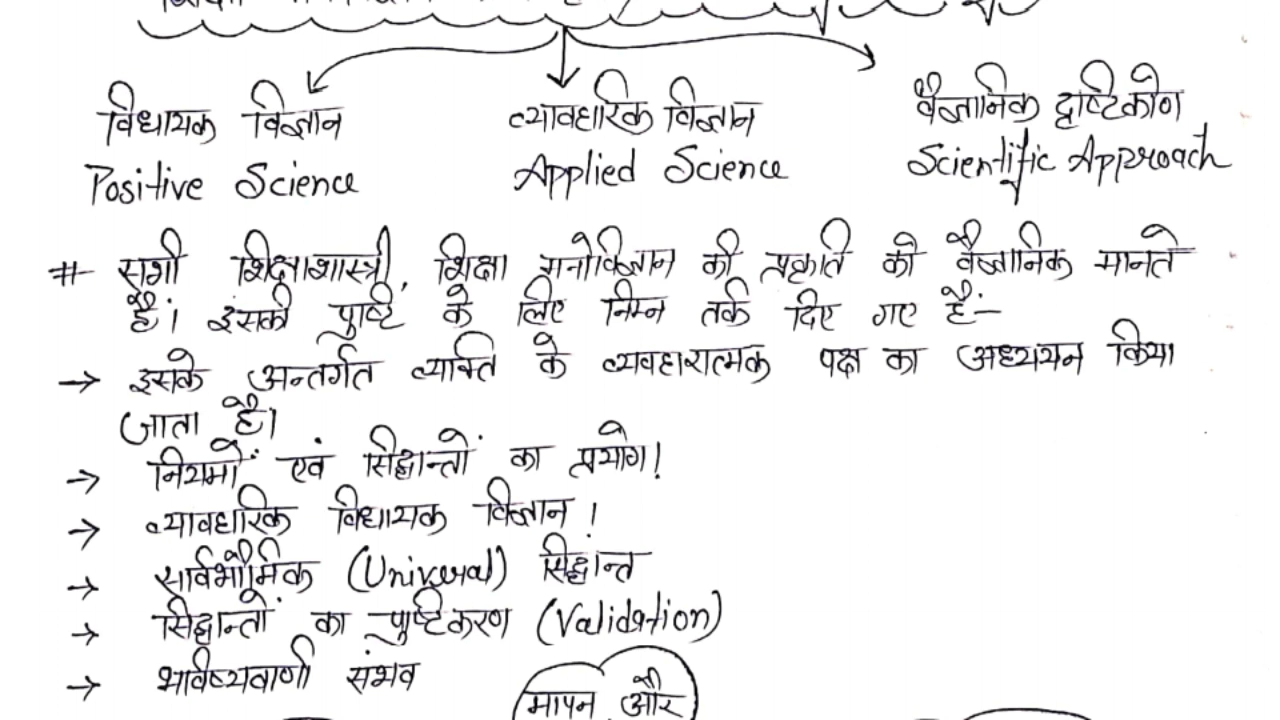 विधायक विज्ञान व्यावहारिक विज्ञान वैज्ञानिक दृष्टिकोण
Positive Science Applied Science Scientific Approach
# सभी शिक्षाशास्त्री, शिक्षा मनोविज्ञान की प्रकृति को वैज्ञानिक मानते
है। इसकी पुष्टि के लिए निम्न तर्क दिए गए हैं-
→ इसके अन्तर्गत व्यक्ति के व्यवहारात्मक पक्ष का अध्ययन किया
जाता है।
→ नियमों एवं सिद्धान्तों का प्रयोग।
→ व्यावहारिक विधायक विज्ञान।
→ सार्वभौमिक (Universal) सिद्धांत
→ सिद्धान्तों का पुष्टिकरण (Validation)
→ भविष्यवाणी संभव
मापन और